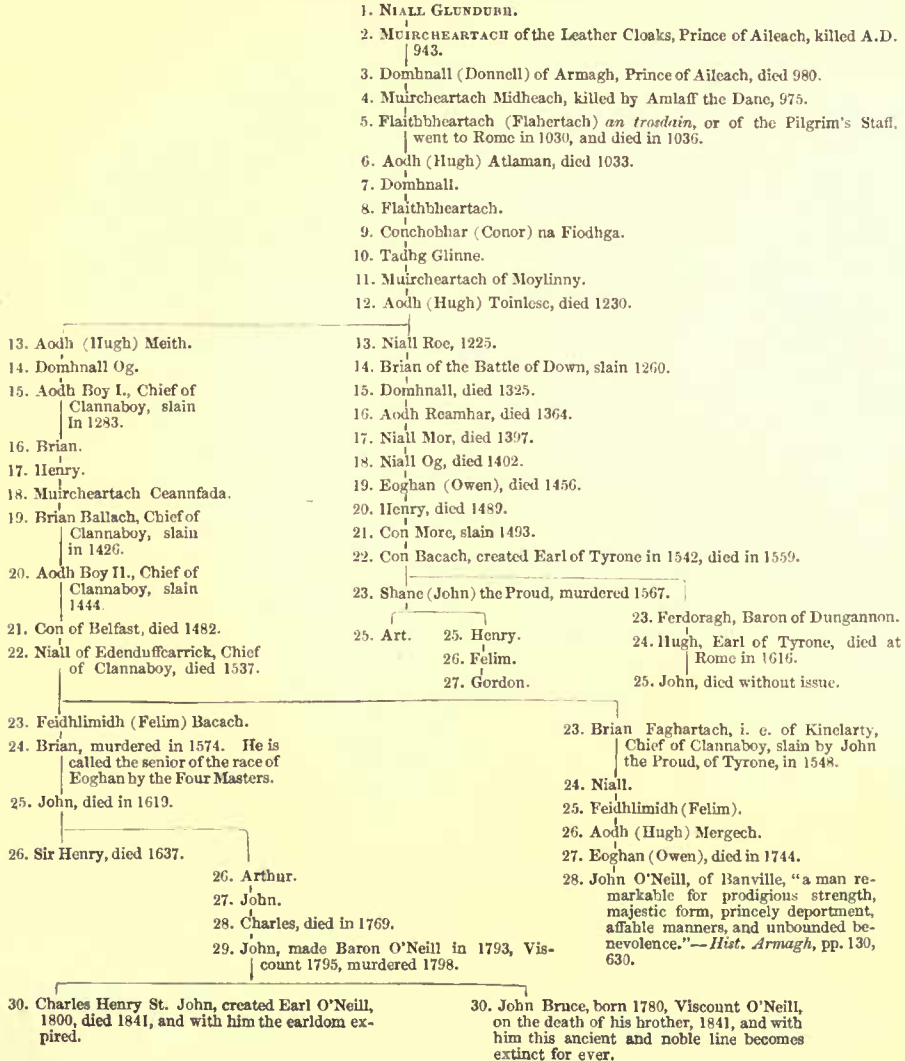 1. NIALL GLUNDUBH.
2. MUIRCHEARTACH of the Leather Cloaks, Prince of Aileach, killed A.D.
943.
3. Domhnall (Donnell) of Armagh, Prince of Aileach, died 980.
4. Muircheartach Midheach, killed by Amlaff the Dane, 975.
5. Flaithbheartach (Flahertach) an trosdain, or of the Pilgrim's Staff,
went to Rome in 1030, and died in 1036.
6. Aodh (Hugh) Atlaman, died 1033.
7. Domhnall.
8. Flaithbheartach.
9. Conchobhar (Conor) na Fiodhga.
10. Tadhg Glinne.
11. Muircheartach of Moylinny.
12. Aodh (Hugh) Toinlesc, died 1230.
13. Aodh (Hugh) Meith.
14. Domhnall Og.
15. Aodh Boy I., Chief of
Clannaboy, slain
In 1283.
16. Brian.
17. Henry.
18. Muircheartach Ceannfada.
19. Brian Ballach, Chief of
Clannaboy, slain
in 1426.
20. Aodh Boy II., Chief of
Clannaboy, slain
1444.
21. Con of Belfast, died 1482.
22. Niall of Edenduffcarrick, Chief
of Clannaboy, died 1537.
13. Niall Roe, 1225.
14. Brian of the Battle of Down, slain 1260.
15. Domhnall, died 1325.
16. Aodh Reamhar, died 1364.
17. Niall Mor, died 1397.
18. Niall Og, died 1402.
19. Eoghan (Owen), died 1456.
20. Henry, died 1489.
21. Con More, slain 1493.
22. Con Bacach, created Earl of Tyrone in 1542, died in 1559.
23. Shane (John) the Proud, murdered 1567.
25. Art.
25. Henry.
26. Felim.
27. Gordon.
23. Ferdoragh, Baron of Dungannon.
24. Hugh, Earl of Tyrone, died at
Rome in 1616.
25. John, died without issue.
23. Feidhlimidh (Felim) Bacach.
24. Brian, murdered in 1574. He is
called the senior of the race of
Eoghan by the Four Masters.
25. John, died in 1619.
26. Sir Henry, died 1637.
26. Arthur.
27. John.
28. Charles, died in 1769.
29. John, made Baron O'Neill in 1793, Vis-
count 1795, murdered 1798.
23. Brian Faghartach, i. e. of Kinelarty,
Chief of Clannaboy, slain by John
the Proud, of Tyrone, in 1548.
24. Niall.
25. Feidhlimidh (Felim).
26. Aodh (Hugh) Mergech.
27. Eoghan (Owen), died in 1744.
28. John O'Neill, of Banville, "a man re-
markable for prodigious strength,
majestic form, princely deportment,
affable manners, and unbounded be-
nevolence."—Hist. Armagh, pp. 130,
630.
30. Charles Henry St. John, created Earl O'Neill,
1800, died 1841, and with him the earldom ex-
pired.
30. John Bruce, born 1780, Viscount O'Neill,
on the death of his brother, 1841, and with
him this ancient and noble line becomes
extinct for ever.